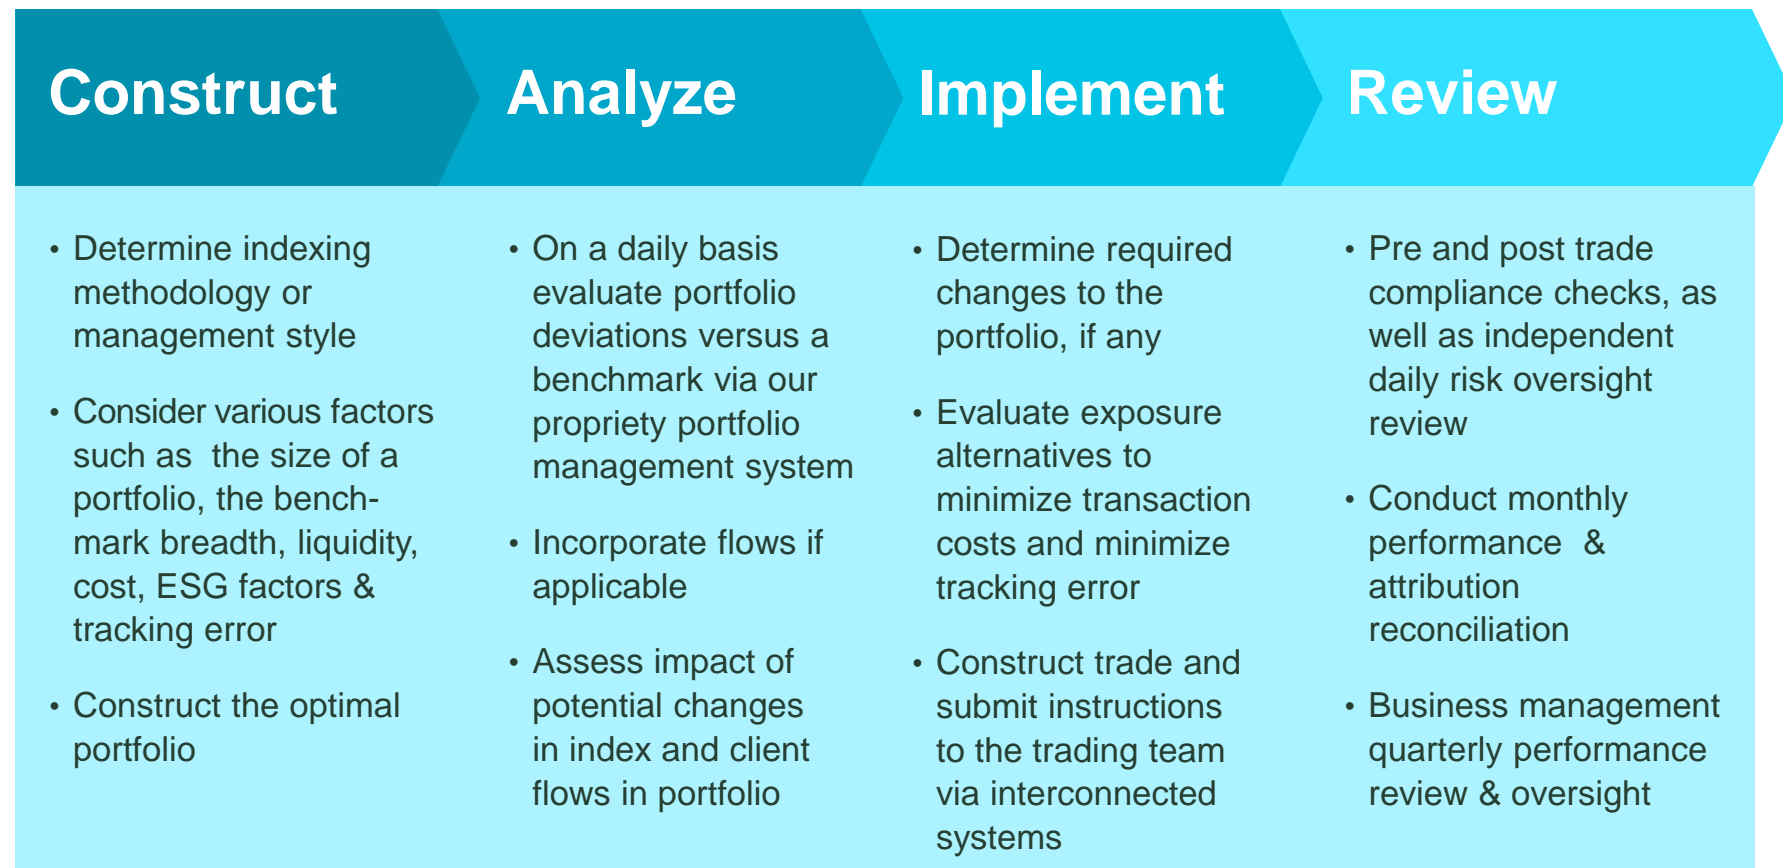 Construct
Analyze
Implement
Review
• Determine indexing
methodology or
management style
• Consider various factors
such as the size of a
portfolio, the bench-
mark breadth, liquidity,
cost, ESG factors &
tracking error
• Construct the optimal
portfolio
• On a daily basis
evaluate portfolio
deviations versus a
benchmark via our
propriety portfolio
management system
• Incorporate flows if
applicable
• Assess impact of
potential changes
in index and client
flows in portfolio
• Determine required
changes to the
portfolio, if any
• Evaluate exposure
alternatives to
minimize transaction
costs and minimize
tracking error
• Construct trade and
submit instructions
to the trading team
via interconnected
systems
• Pre and post trade
compliance checks, as
well as independent
daily risk oversight
review
• Conduct monthly
performance &
attribution
reconciliation
• Business management
quarterly performance
review & oversight